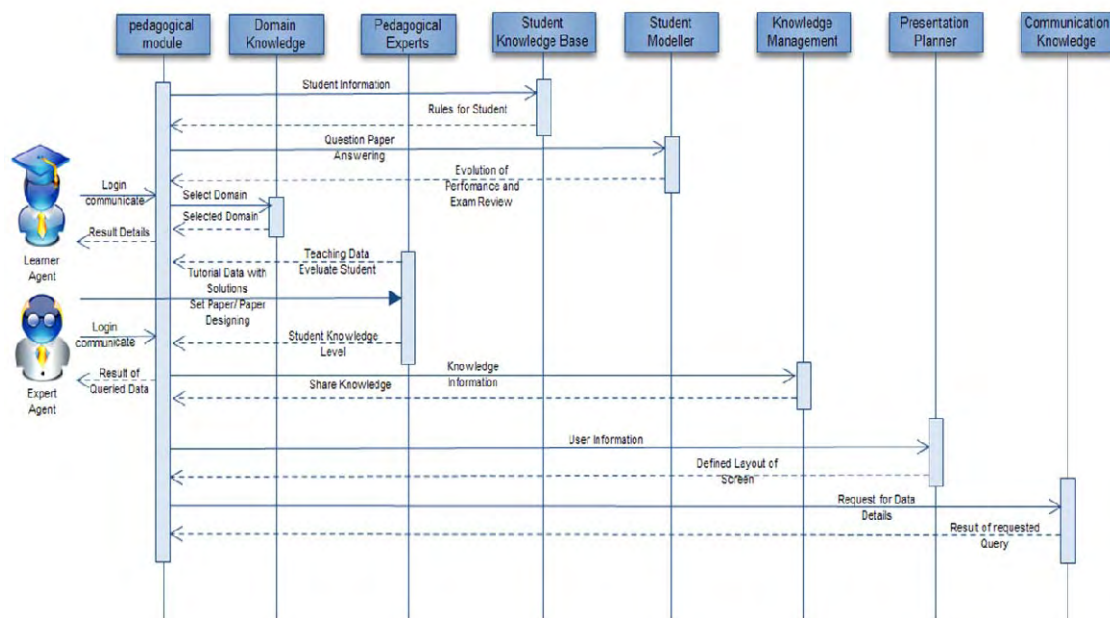 pedagogical
module
Domain
Knowledge
Pedagogical
Experts
Student
Knowledge Base
Student
Modeller
Knowledge
Management
Presentation
Planner
Communication
Knowledge
Student Information
Rules for Student
Question Paper
Answering
Evolution of
Perfomance and
Exam Review
Login
communicate
Select Domain
Selected Domain
Result Details
Learner
Agent
Teaching Data
Evaluate Student
Tutorial Data with
Solutions
Set Paper/ Paper
Designing
Login
communicate
Student Knowledge
Level
Knowledge
Information
Result of
Queried Data
Share Knowledge
Expert
Agent
User Information
Defined Layout of
Screen
Request for Data
Details
Result of requested
Query